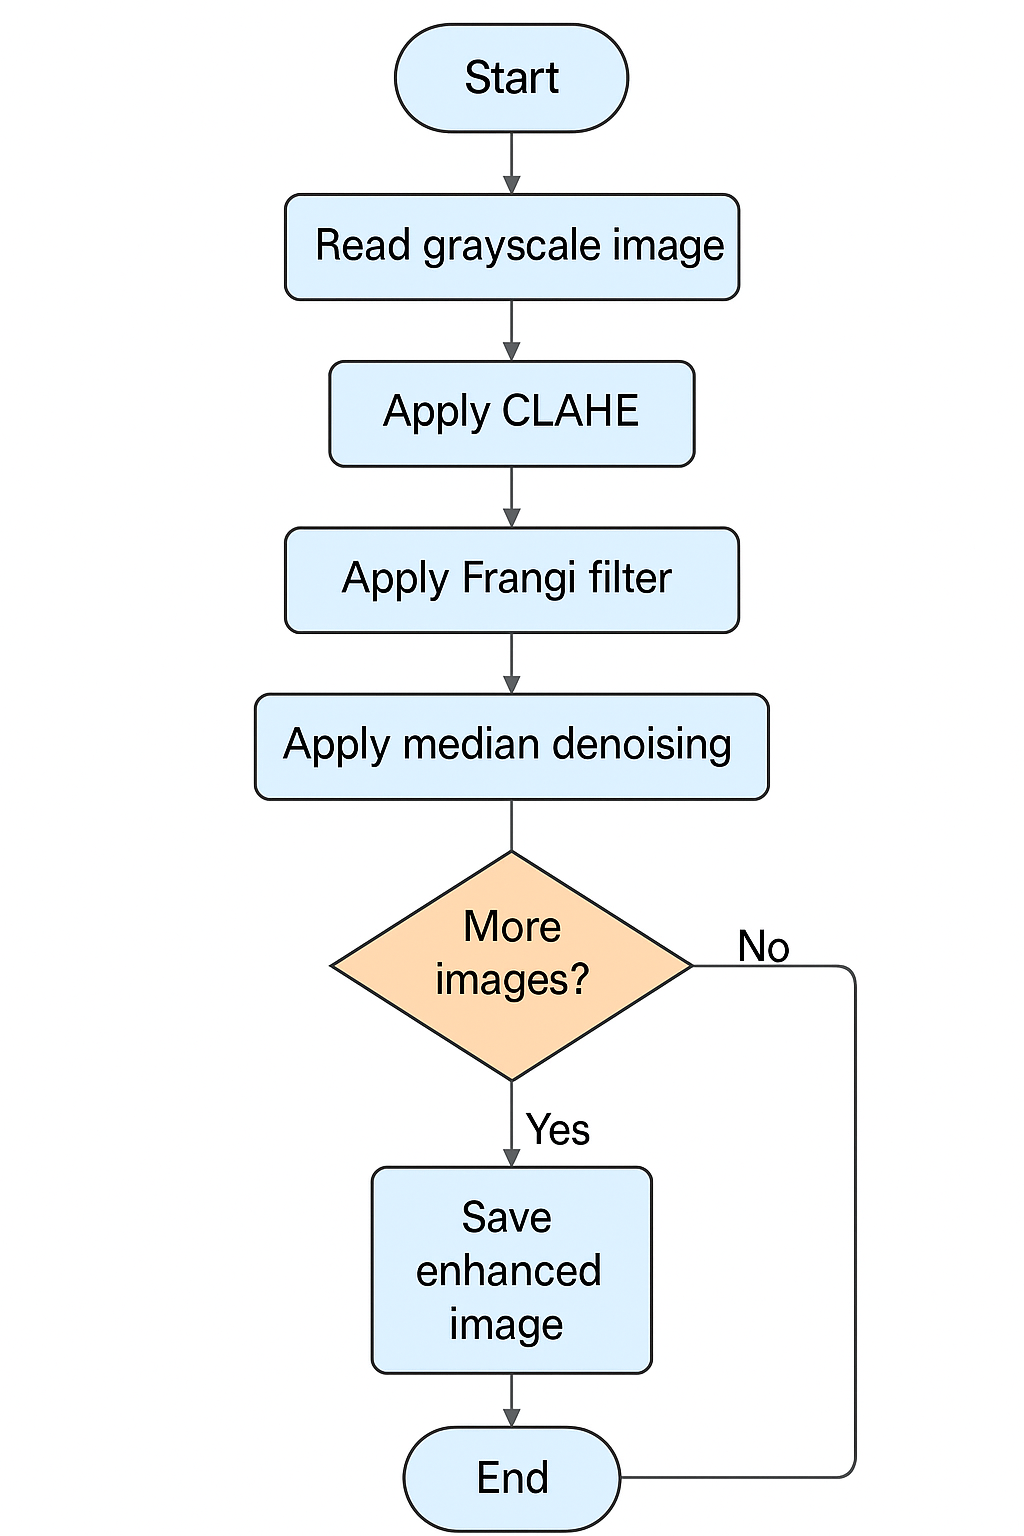 Start
Read grayscale image
Apply CLAHE
Apply Frangi filter
Apply median denoising
More
images?
No
Yes
Save
enhanced
image
End